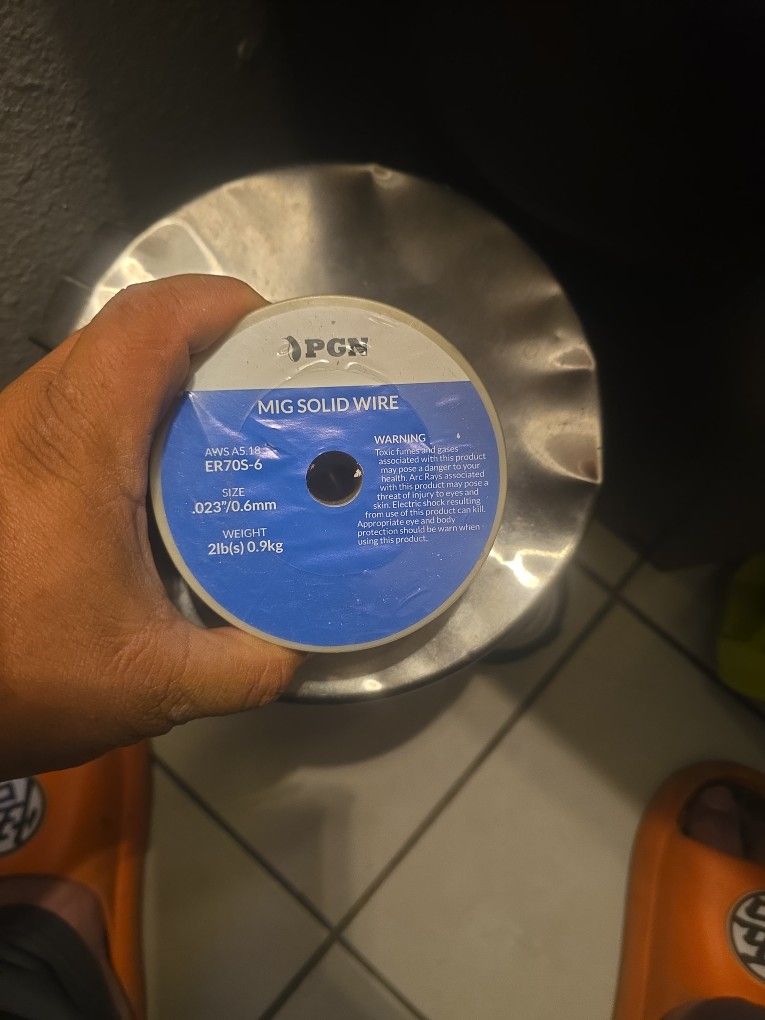 PGN
MIG SOLID WIRE
AWS A5.18
ER70S-6
SIZE
.023"/0.6mm
WEIGHT
2lb(s) 0.9kg
WARNING
Toxic fumes and gases
associated with this product
may pose a danger to your
health. Arc Rays associated
with this product may pose a
threat of injury to eyes and
skin. Electric shock resulting
from use of this product can kill.
Appropriate eye and body
protection should be warn when
using this product.